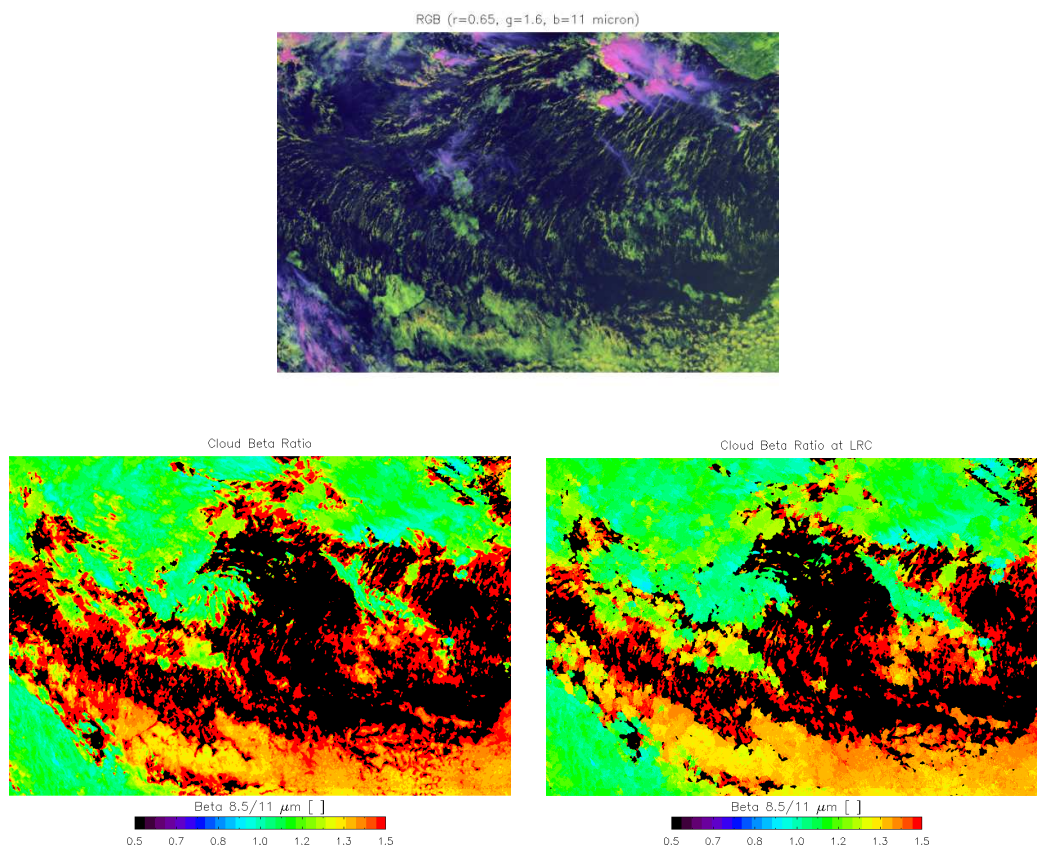 RGB (r=0.65, g=1.6, b=11 micron)
Cloud Beta Ratio
Cloud Beta Ratio at LRC
Beta 8.5/11 μm [ ]
0.5 0.7 0.8 1.0 1.2 1.3 1.5
Beta 8.5/11 μm [ ]
0.5 0.7 0.8 1.0 1.2 1.3 1.5